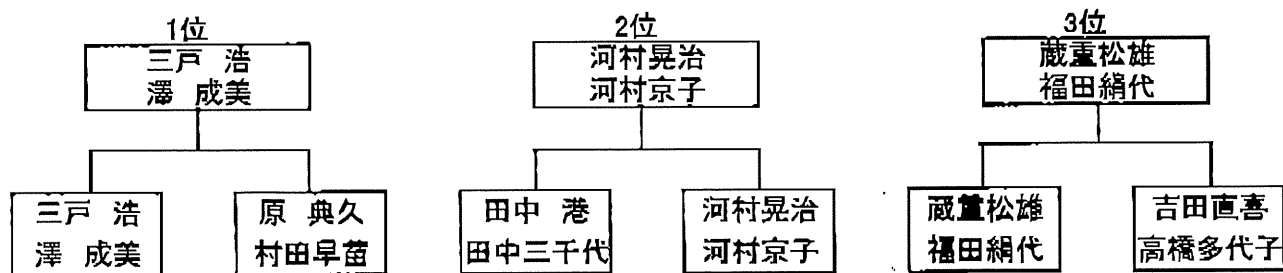 1位
三戸 浩
澤 成美
三戸 浩
澤 成美
原 典久
村田早苗
2位
河村晃治
河村京子
田中 港
田中三千代
河村晃治
河村京子
3位
蔵重松雄
福田絹代
蔵重松雄
福田絹代
吉田直喜
高橋多代子